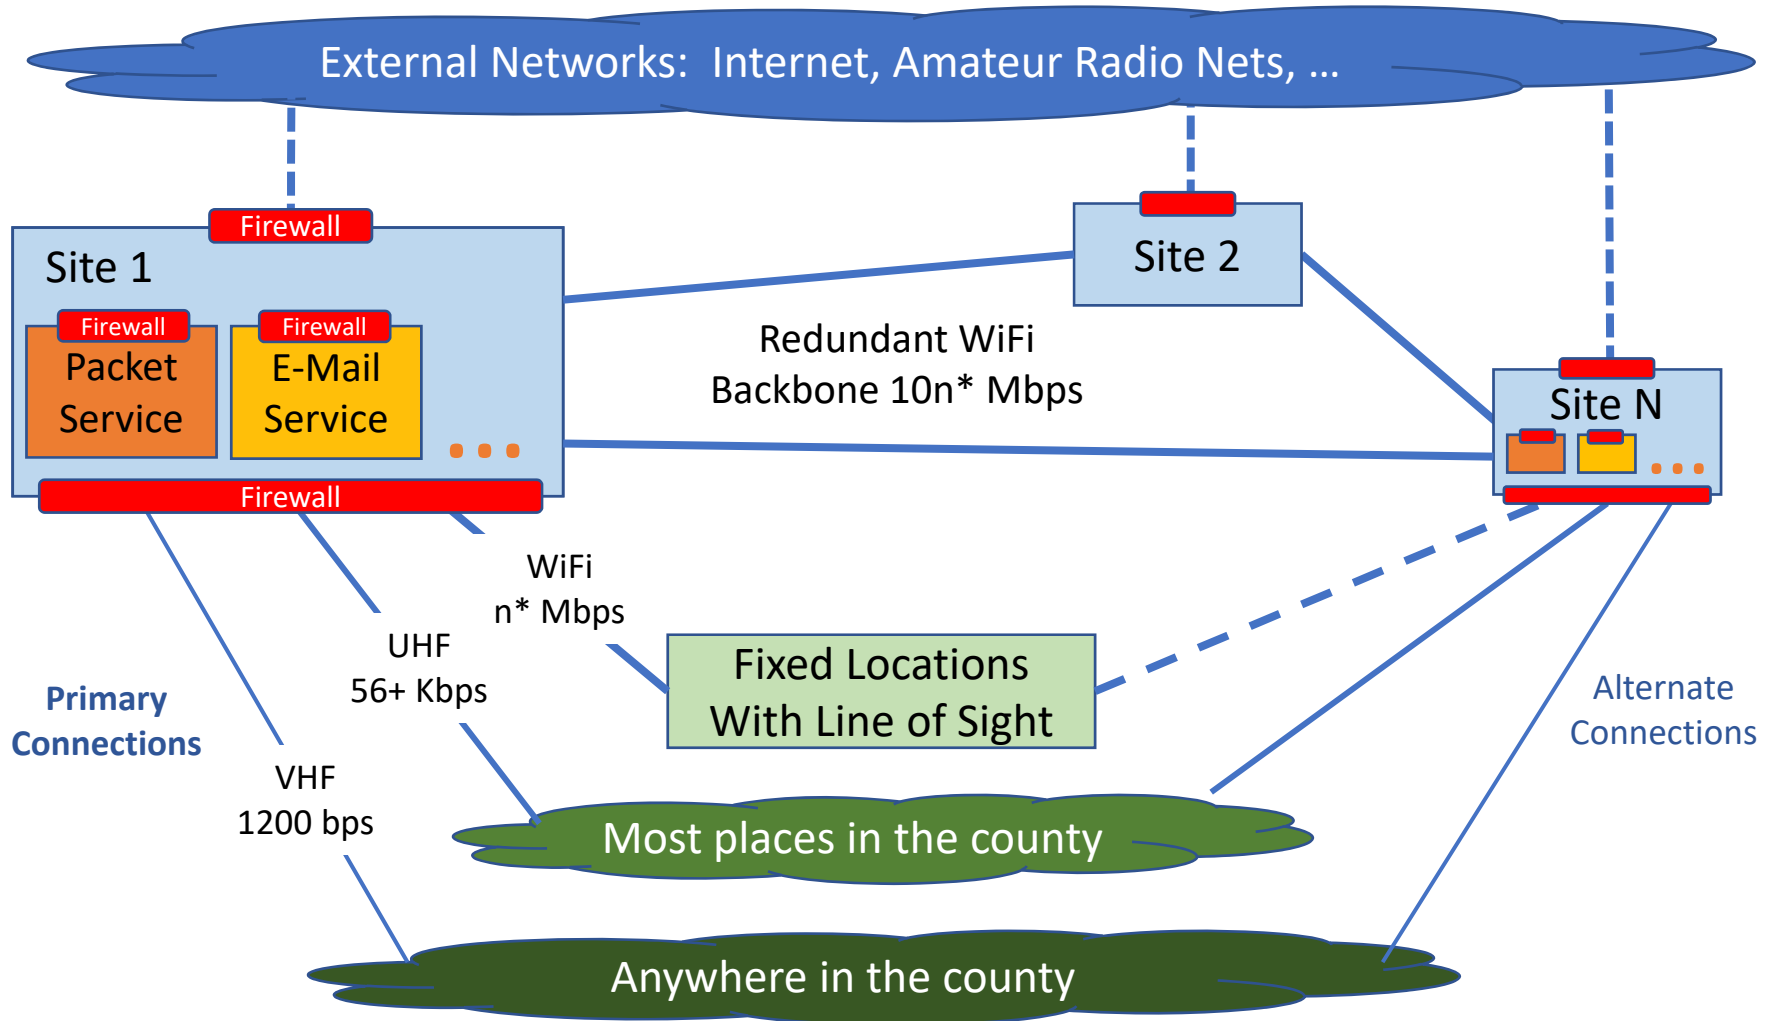 External Networks:  Internet, Amateur Radio Nets, ...
Firewall
Site 1
Firewall
Packet
Service
Firewall
E-Mail
Service
...
Firewall
Site 2
Redundant WiFi
Backbone 10n* Mbps
Site N
...
WiFi
n* Mbps
UHF
56+ Kbps
VHF
1200 bps
Primary
Connections
Fixed Locations
With Line of Sight
Alternate
Connections
Most places in the county
Anywhere in the county